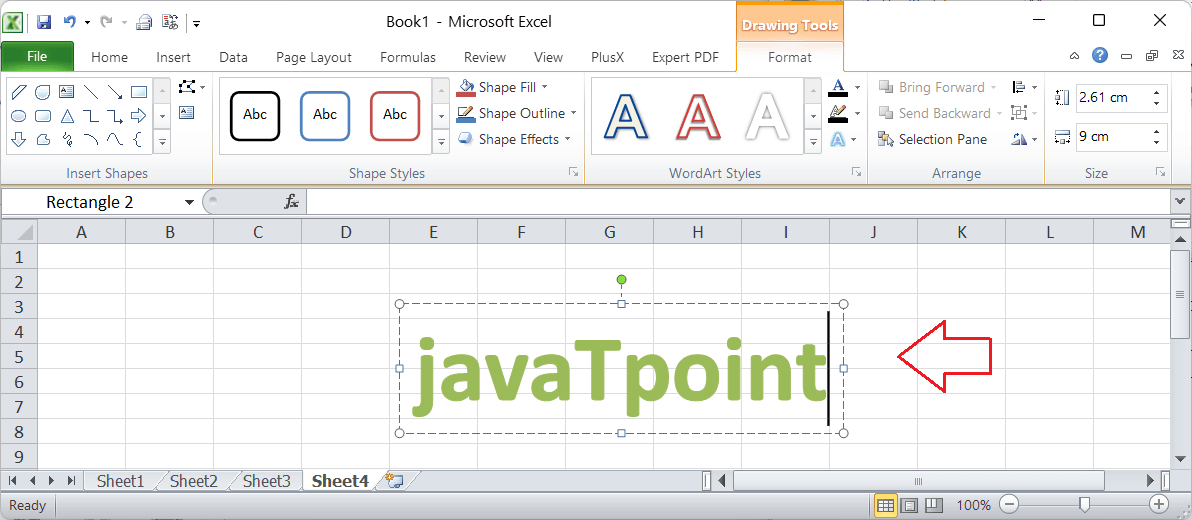 Book1 - Microsoft Excel
Drawing Tools
File Home Insert Data Page Layout Formulas Review View PlusX Expert PDF Format
Abc Abc Abc
Shape Fill
Shape Outline
Shape Effects
A A A
A
A
Bring Forward
Send Backward
Selection Pane
2.61 cm
9 cm
Insert Shapes Shape Styles WordArt Styles Arrange Size
Rectangle 2 fx
A B C D E F G H I J K L M
1
2
3
4
5
6
7
8
9
javaTpoint
Sheet1 Sheet2 Sheet3 Sheet4
Ready 100%